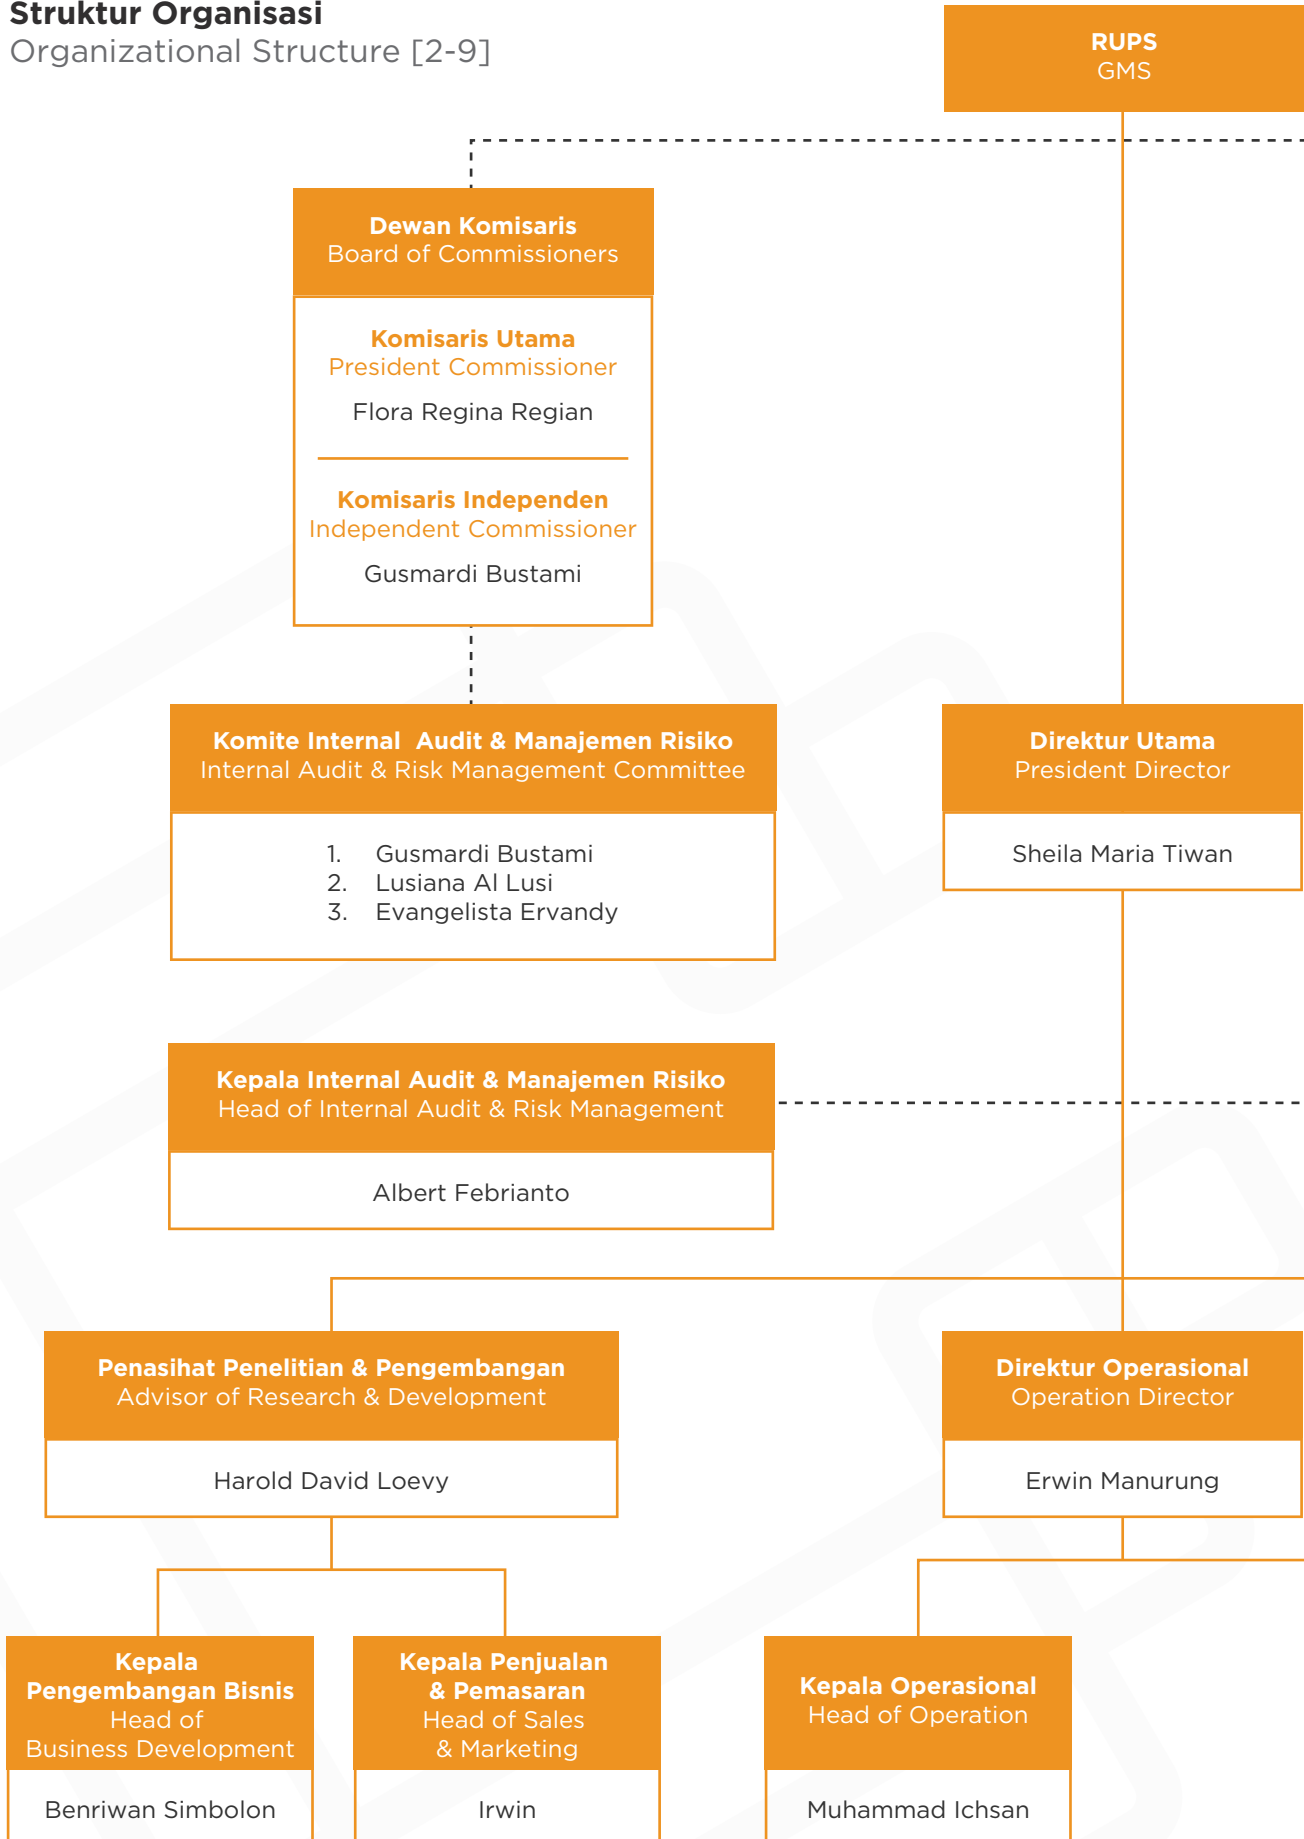 Struktur Organisasi
Organizational Structure [2-9]
RUPS
GMS
Dewan Komisaris
Board of Commissioners
Komisaris Utama
President Commissioner
Flora Regina Regian
Komisaris Independen
Independent Commissioner
Gusmardi Bustami
Komite Internal Audit & Manajemen Risiko
Internal Audit & Risk Management Committee
1. Gusmardi Bustami
2. Lusiana Al Lusi
3. Evangelista Ervandy
Direktur Utama
President Director
Sheila Maria Tiwan
Kepala Internal Audit & Manajemen Risiko
Head of Internal Audit & Risk Management
Albert Febrianto
Penasihat Penelitian & Pengembangan
Advisor of Research & Development
Harold David Loevy
Direktur Operasional
Operation Director
Erwin Manurung
Kepala
Pengembangan Bisnis
Head of
Business Development
Benriwan Simbolon
Kepala Penjualan
& Pemasaran
Head of Sales
& Marketing
Irwin
Kepala Operasional
Head of Operation
Muhammad Ichsan